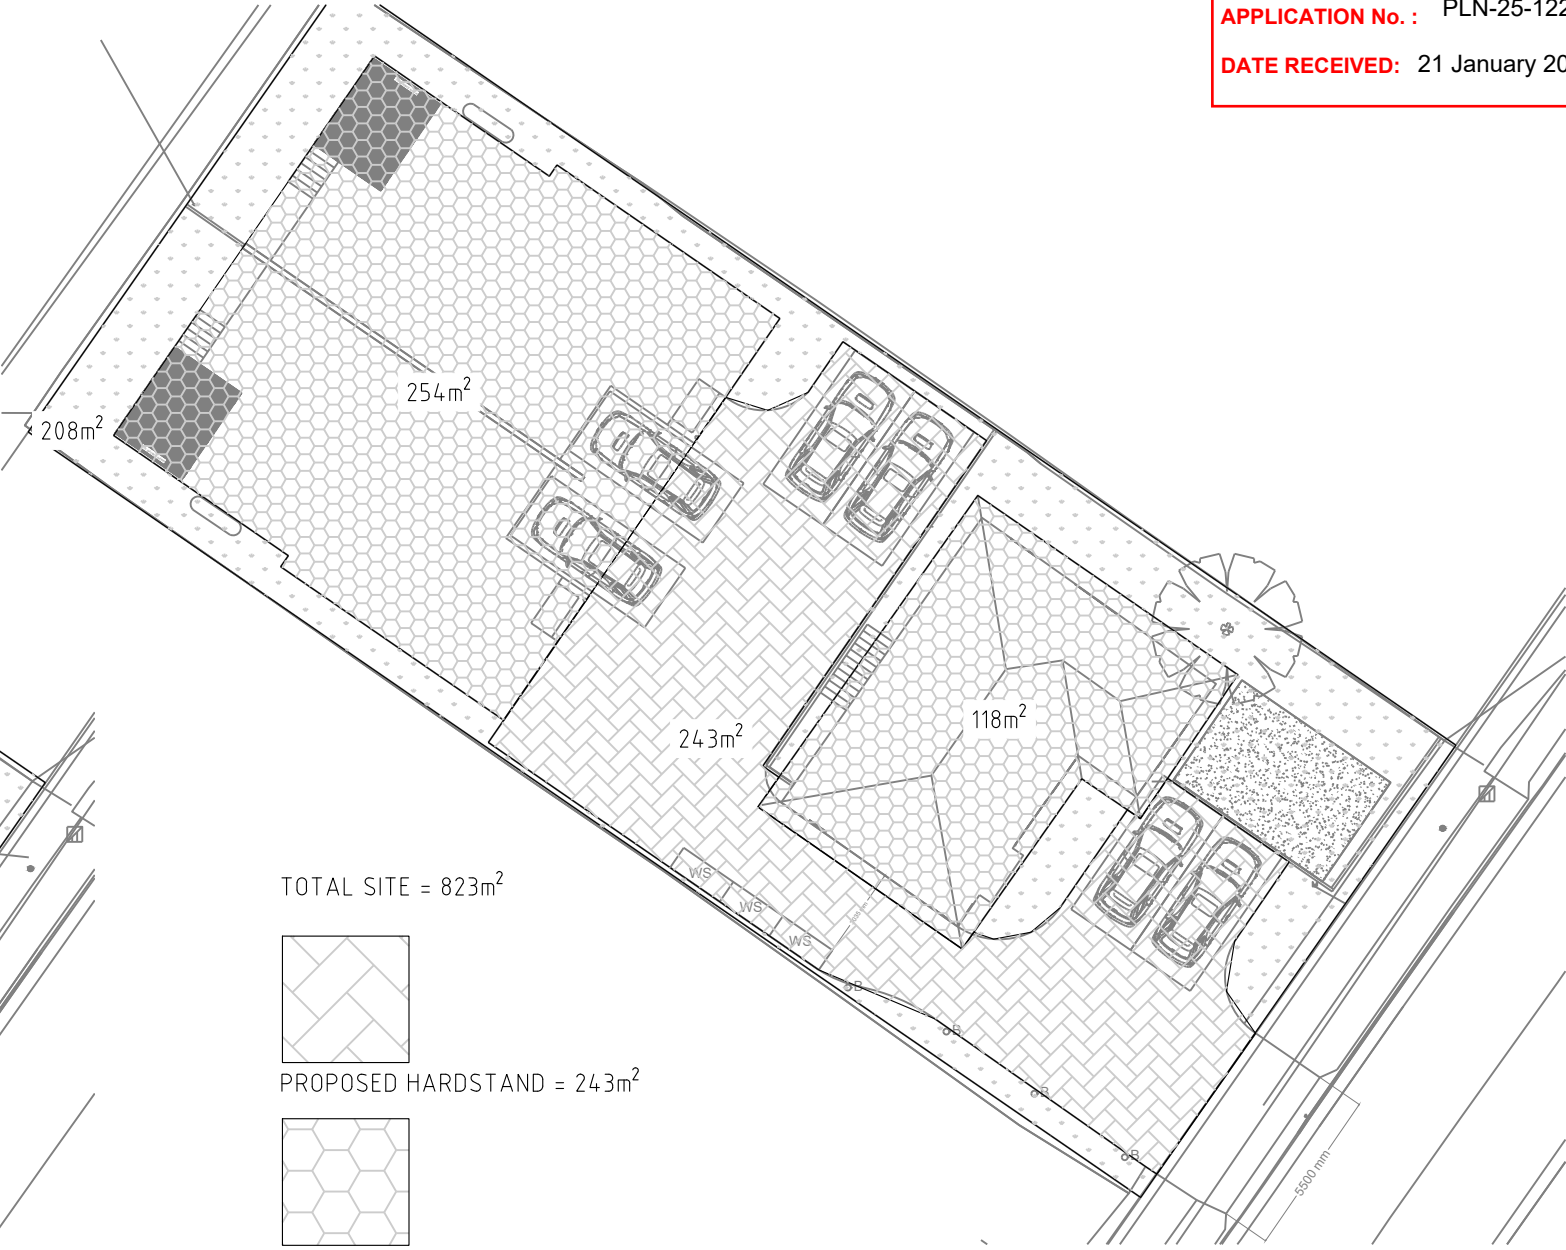 APPLICATION No. : PLN-25-122
DATE RECEIVED: 21 January 20
254m²
208m²
243m²
118m²
WS
WS
WS
B
B
B
B
TOTAL SITE = 823m²
PROPOSED HARDSTAND = 243m²
5500 mm